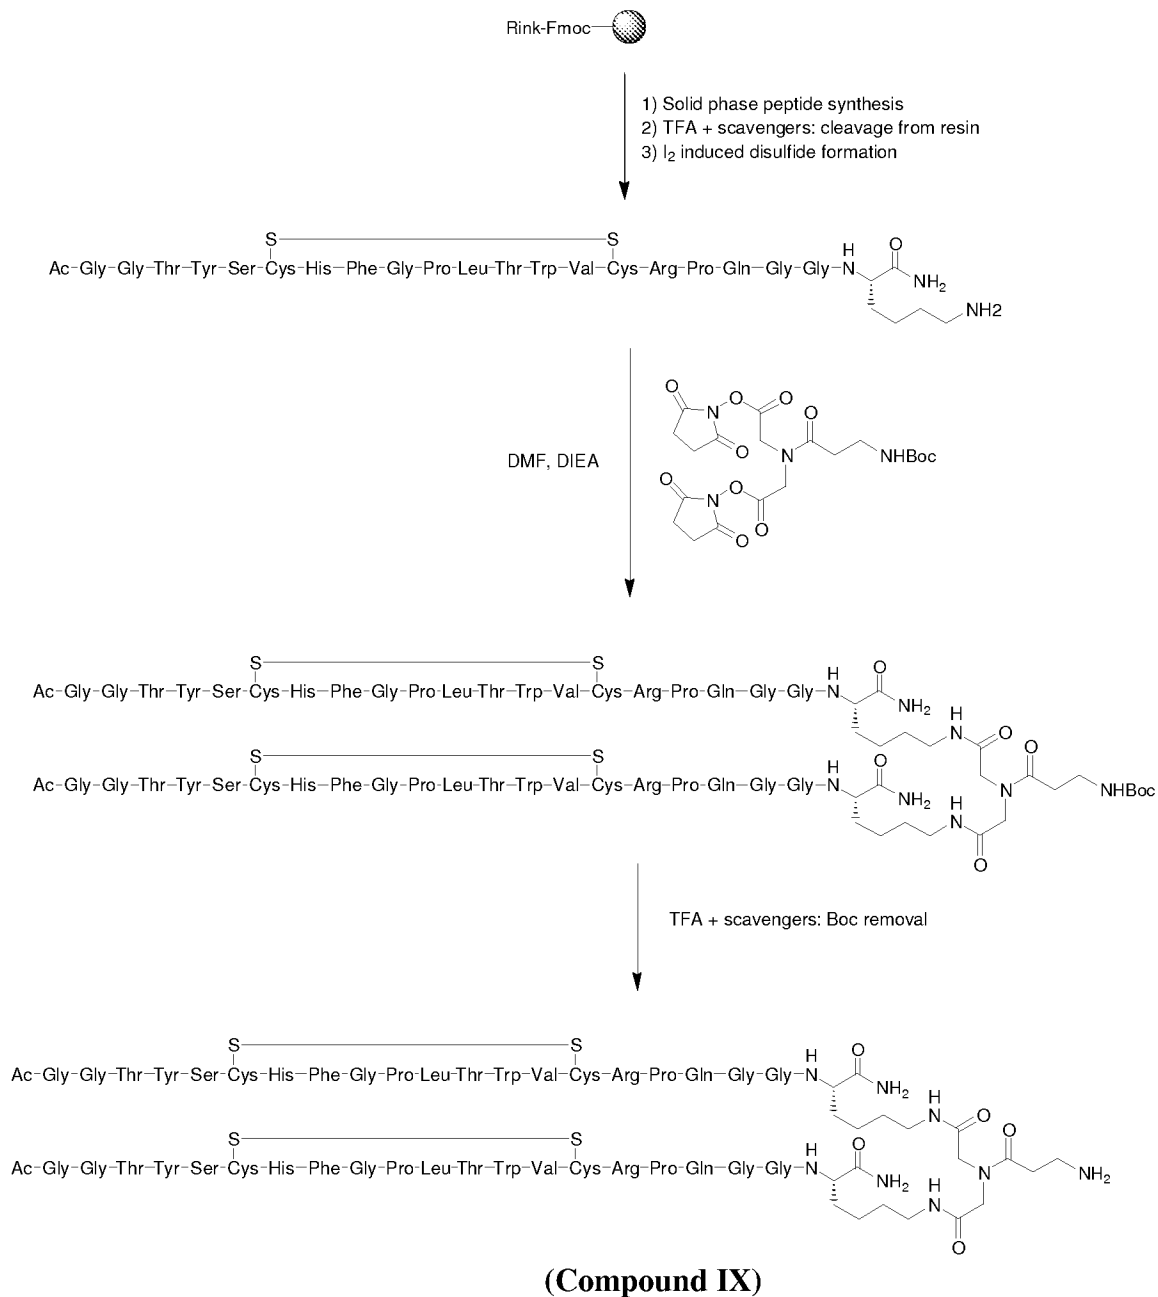 Rink-Fmoc
1) Solid phase peptide synthesis
2) TFA + scavengers: cleavage from resin
3) I2 induced disulfide formation
S S
Ac-Gly-Gly-Thr-Tyr-Ser-Cys-His-Phe-Gly-Pro-Leu-Thr-Trp-Val-Cys-Arg-Pro-Gln-Gly-Gly-N H O NH2
NH2
O N O O
O O
DMF, DIEA
N NHBoc
O N O
O O
S S
Ac-Gly-Gly-Thr-Tyr-Ser-Cys-His-Phe-Gly-Pro-Leu-Thr-Trp-Val-Cys-Arg-Pro-Gln-Gly-Gly-N H O NH2
H N O O
S S
Ac-Gly-Gly-Thr-Tyr-Ser-Cys-His-Phe-Gly-Pro-Leu-Thr-Trp-Val-Cys-Arg-Pro-Gln-Gly-Gly-N H O NH2
N NHBoc
H N O
TFA + scavengers: Boc removal
S S
Ac-Gly-Gly-Thr-Tyr-Ser-Cys-His-Phe-Gly-Pro-Leu-Thr-Trp-Val-Cys-Arg-Pro-Gln-Gly-Gly-N H O NH2
H N O O
S S
Ac-Gly-Gly-Thr-Tyr-Ser-Cys-His-Phe-Gly-Pro-Leu-Thr-Trp-Val-Cys-Arg-Pro-Gln-Gly-Gly-N H O NH2
N NH2
H N O
(Compound IX)